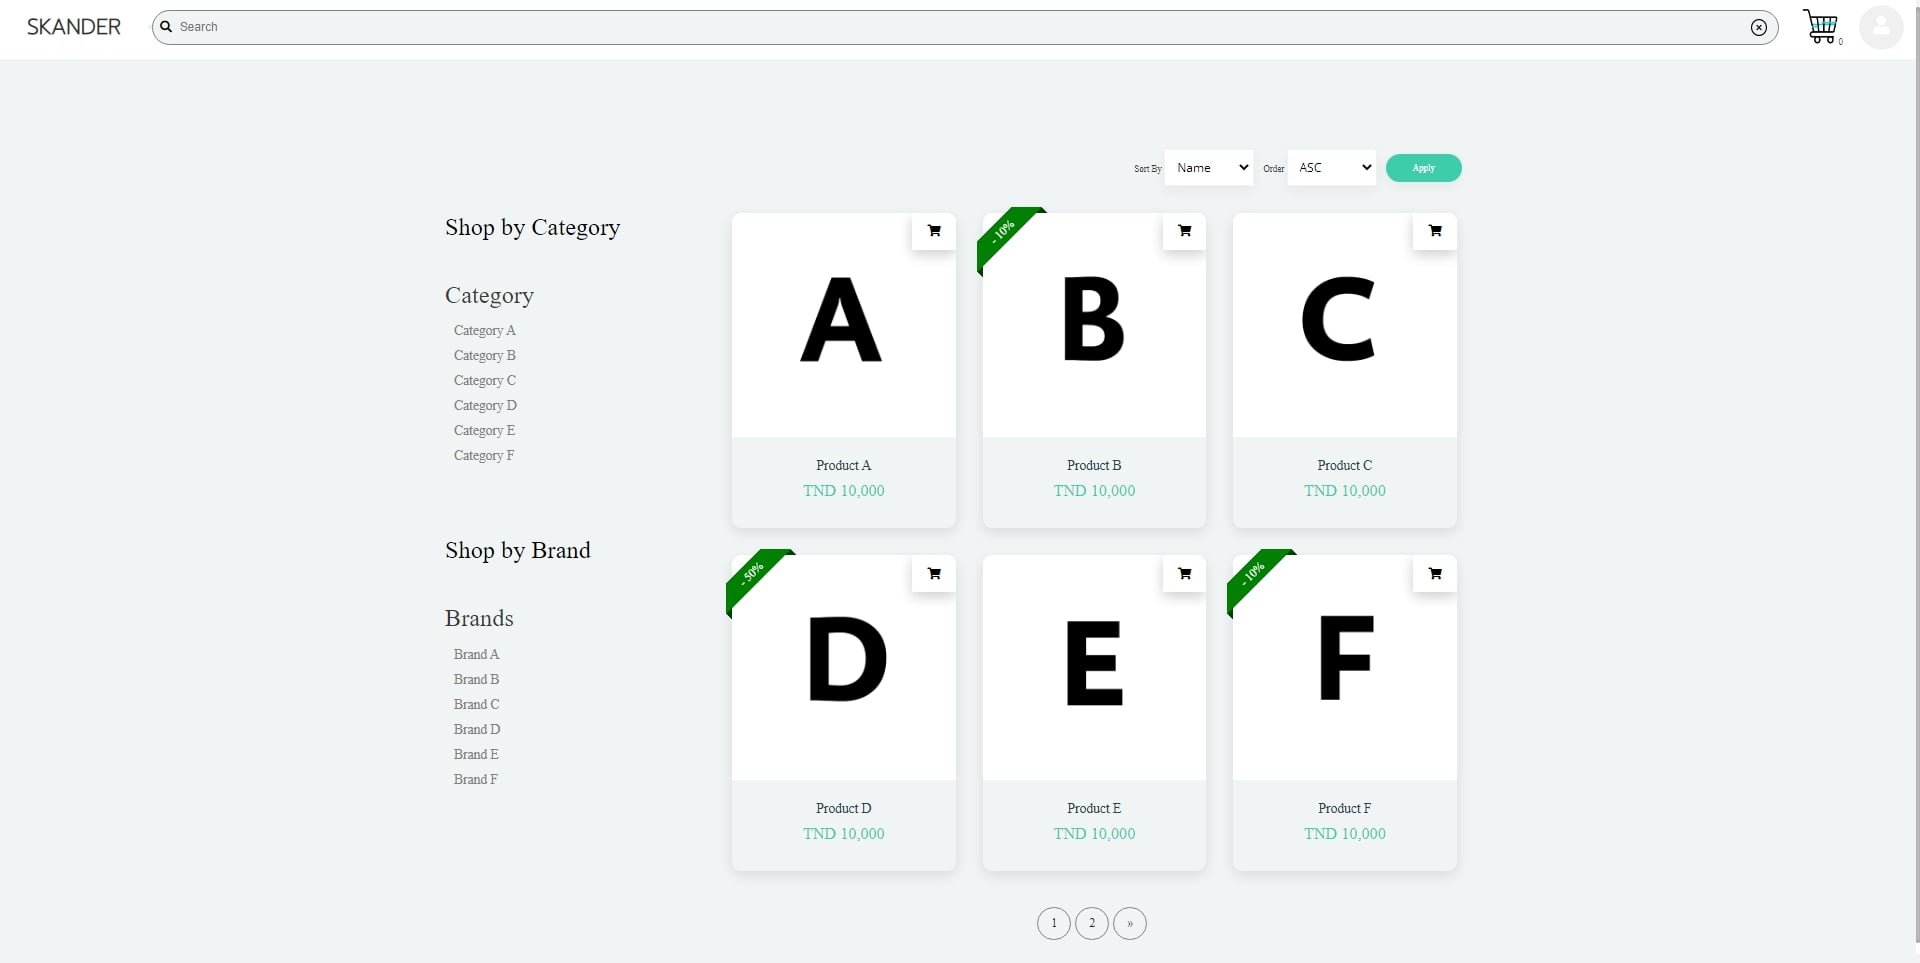 SKANDER
Search
0
Sort By Name Order ASC Apply
Shop by Category
Category
Category A
Category B
Category C
Category D
Category E
Category F
Shop by Brand
Brands
Brand A
Brand B
Brand C
Brand D
Brand E
Brand F
A
Product A
TND 10,000
- 10%
B
Product B
TND 10,000
C
Product C
TND 10,000
- 50%
D
Product D
TND 10,000
E
Product E
TND 10,000
- 10%
F
Product F
TND 10,000
1 2 »